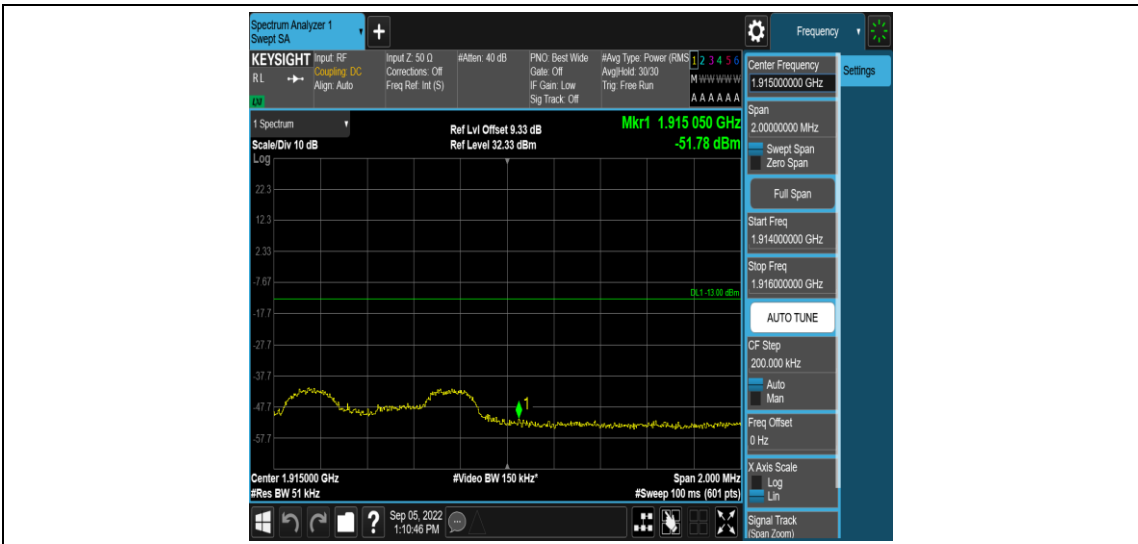 Spectrum Analyzer 1
Swept SA
+
Frequency
KEYSIGHT
RL
LXI
Input: RF
Coupling: DC
Align: Auto
Input Z: 50 Ω
Corrections: Off
Freq Ref: Int (S)
#Atten: 40 dB
PNO: Best Wide
Gate: Off
IF Gain: Low
Sig Track: Off
#Avg Type: Power (RMS
Avg|Hold: 30/30
Trig: Free Run
1 2 3 4 5 6
M W W W W W
A A A A A A
1 Spectrum
Scale/Div 10 dB
Log
Ref Lvl Offset 9.33 dB
Ref Level 32.33 dBm
Mkr1 1.915 050 GHz
-51.78 dBm
22.3
12.3
2.33
-7.67
-17.7
-27.7
-37.7
-47.7
-57.7
DL1 -13.00 dBm
1
Center 1.915000 GHz
#Res BW 51 kHz
#Video BW 150 kHz*
Span 2.000 MHz
#Sweep 100 ms (601 pts)
?
Sep 05, 2022
1:10:46 PM
Center Frequency
1.915000000 GHz
Settings
Span
2.00000000 MHz
Swept Span
Zero Span
Full Span
Start Freq
1.914000000 GHz
Stop Freq
1.916000000 GHz
AUTO TUNE
CF Step
200.000 kHz
Auto
Man
Freq Offset
0 Hz
X Axis Scale
Log
Lin
Signal Track
(Span Zoom)